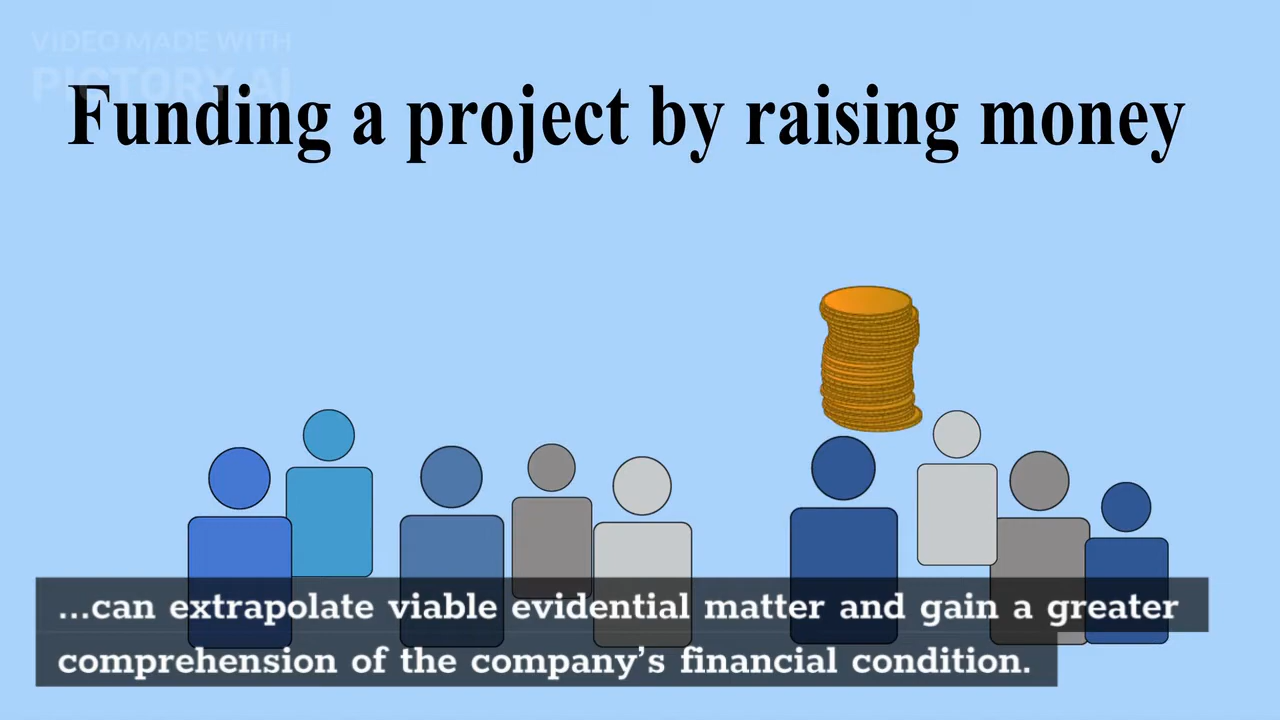 VIDEO MADE WITH
PICTORY.AI
Funding a project by raising money
...can extrapolate viable evidential matter and gain a greater
comprehension of the company's financial condition.